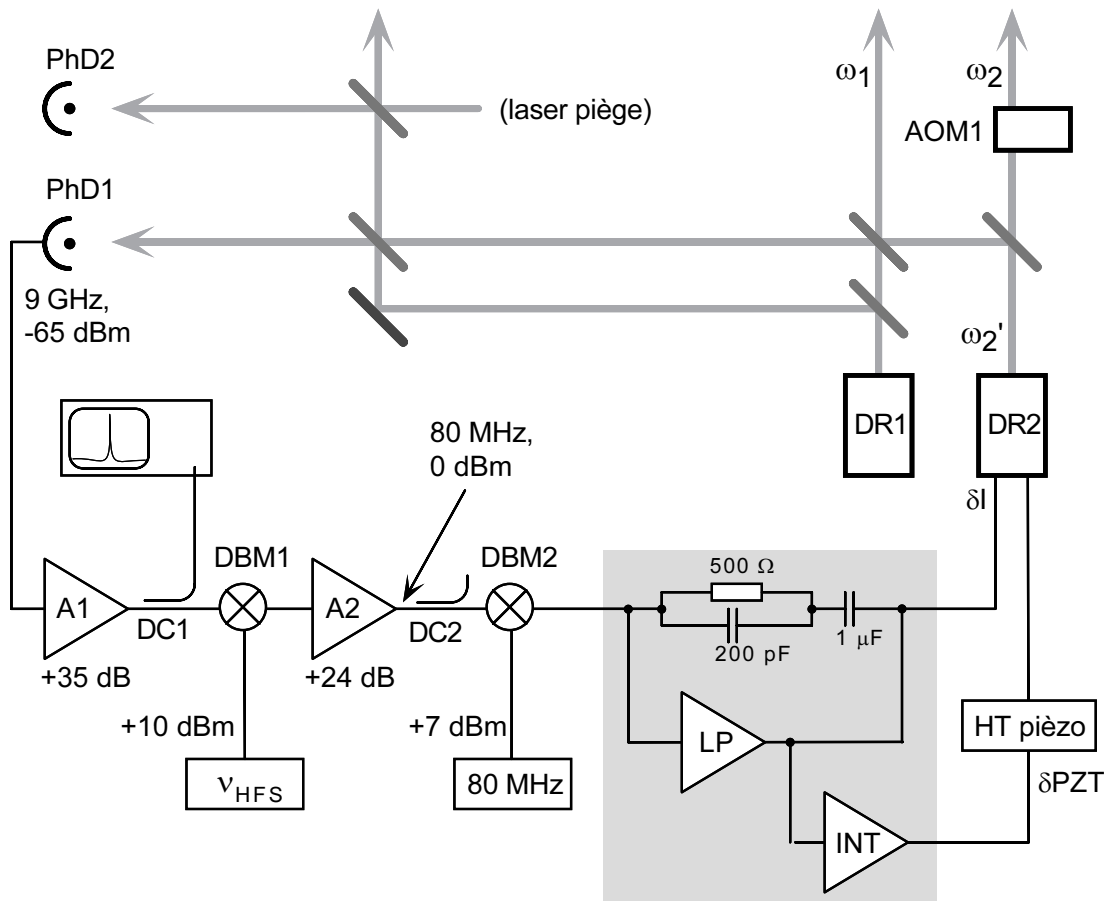 PhD2
(laser piège)
ω1
ω2
AOM1
PhD1
9 GHz,
-65 dBm
ω2'
DR1
DR2
80 MHz,
0 dBm
δI
DBM1
DBM2
500 Ω
200 pF
1 μF
A1
DC1
A2
DC2
+35 dB
+24 dB
+10 dBm
+7 dBm
LP
HT pièzo
νHFS
80 MHz
δPZT
INT